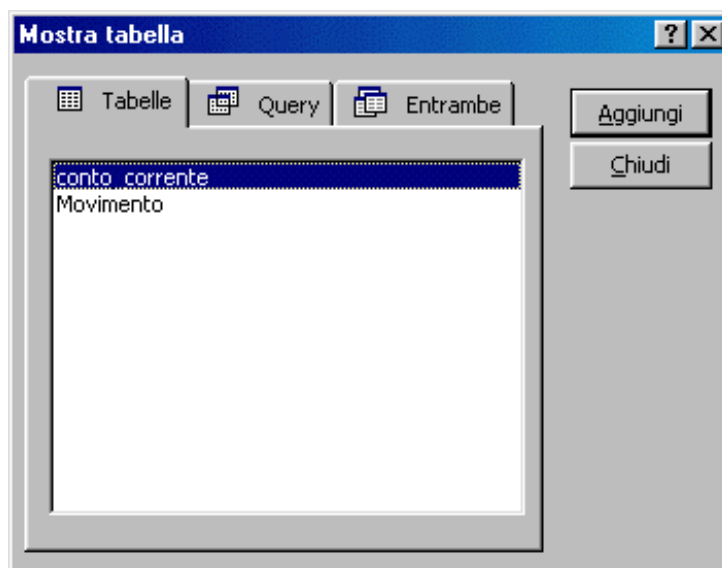 Mostra tabella
Tabelle Query Entrambe
Aggiungi
Chiudi
conto corrente
Movimento